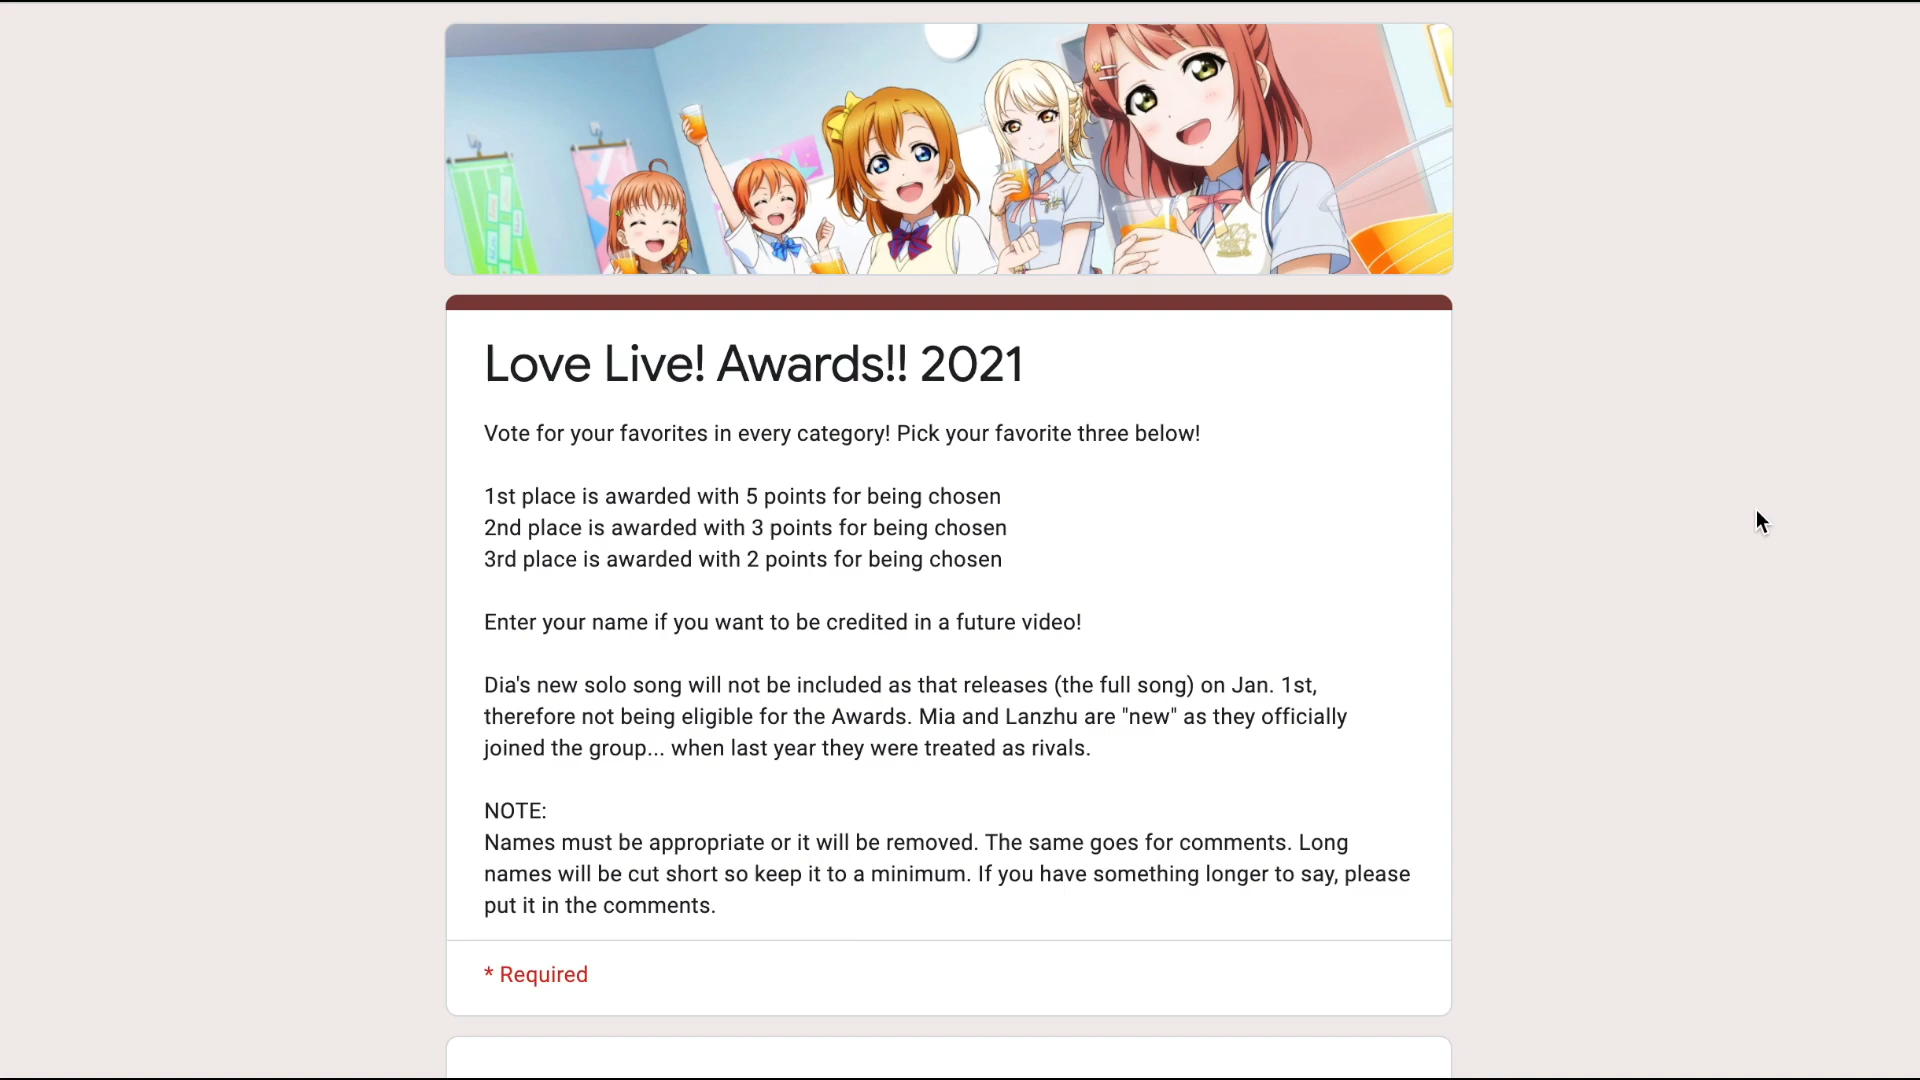 Love Live! Awards!! 2021
Vote for your favorites in every category! Pick your favorite three below!
1st place is awarded with 5 points for being chosen
2nd place is awarded with 3 points for being chosen
3rd place is awarded with 2 points for being chosen
Enter your name if you want to be credited in a future video!
Dia's new solo song will not be included as that releases (the full song) on Jan. 1st,
therefore not being eligible for the Awards. Mia and Lanzhu are "new" as they officially
joined the group... when last year they were treated as rivals.
NOTE:
Names must be appropriate or it will be removed. The same goes for comments. Long
names will be cut short so keep it to a minimum. If you have something longer to say, please
put it in the comments.
* Required